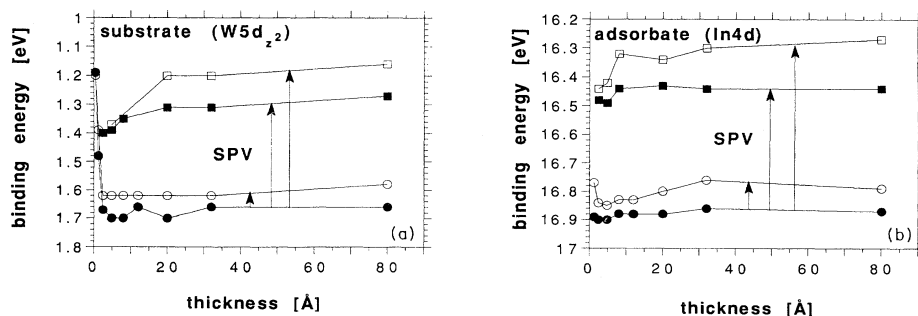 substrate (W5d_z²)
binding energy [eV]
1.1
1.2
1.3
1.4
1.5
1.6
1.7
1.8
SPV
(a)
0 20 40 60 80
thickness [Å]
adsorbate (In4d)
binding energy [eV]
16.2
16.3
16.4
16.5
16.6
16.7
16.8
16.9
17
SPV
(b)
0 20 40 60 80
thickness [Å]